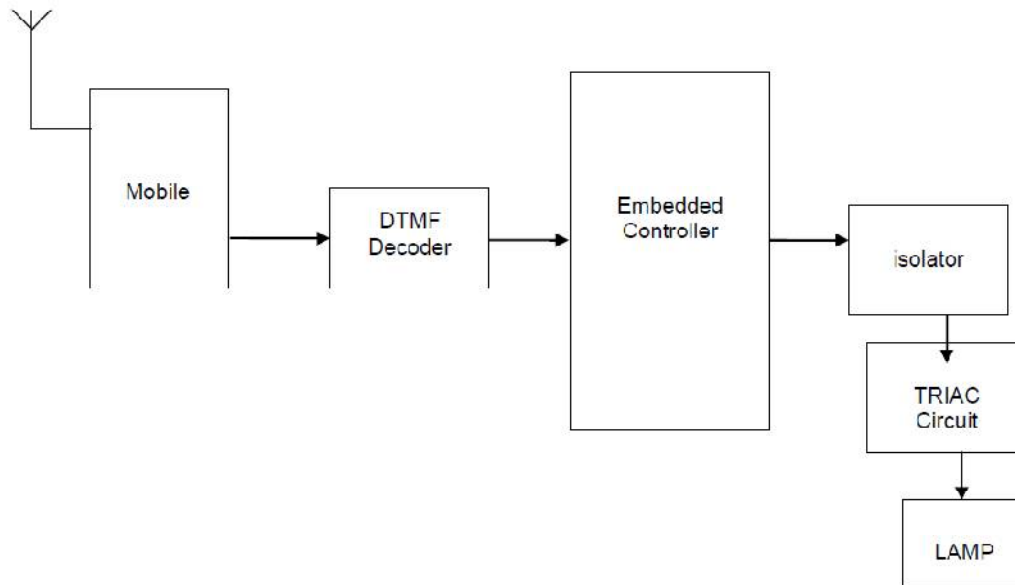 Mobile
DTMF
Decoder
Embedded
Controller
isolator
TRIAC
Circuit
LAMP